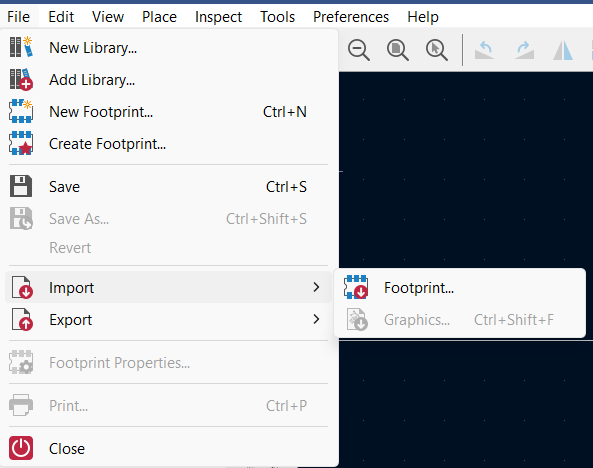 File Edit View Place Inspect Tools Preferences Help
New Library...
Add Library...
New Footprint... Ctrl+N
Create Footprint...
Save Ctrl+S
Save As... Ctrl+Shift+S
Revert
Import
Footprint...
Export
Graphics... Ctrl+Shift+F
Footprint Properties...
Print... Ctrl+P
Close